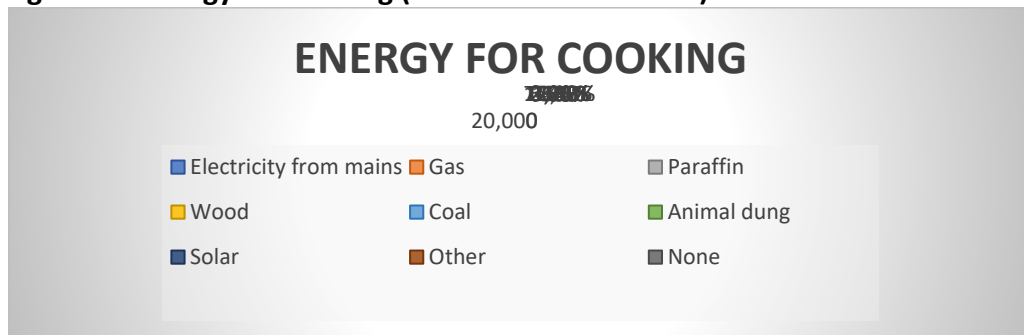 ENERGY FOR COOKING
20,000
Electricity from mains Gas Paraffin
Wood Coal Animal dung
Solar Other None